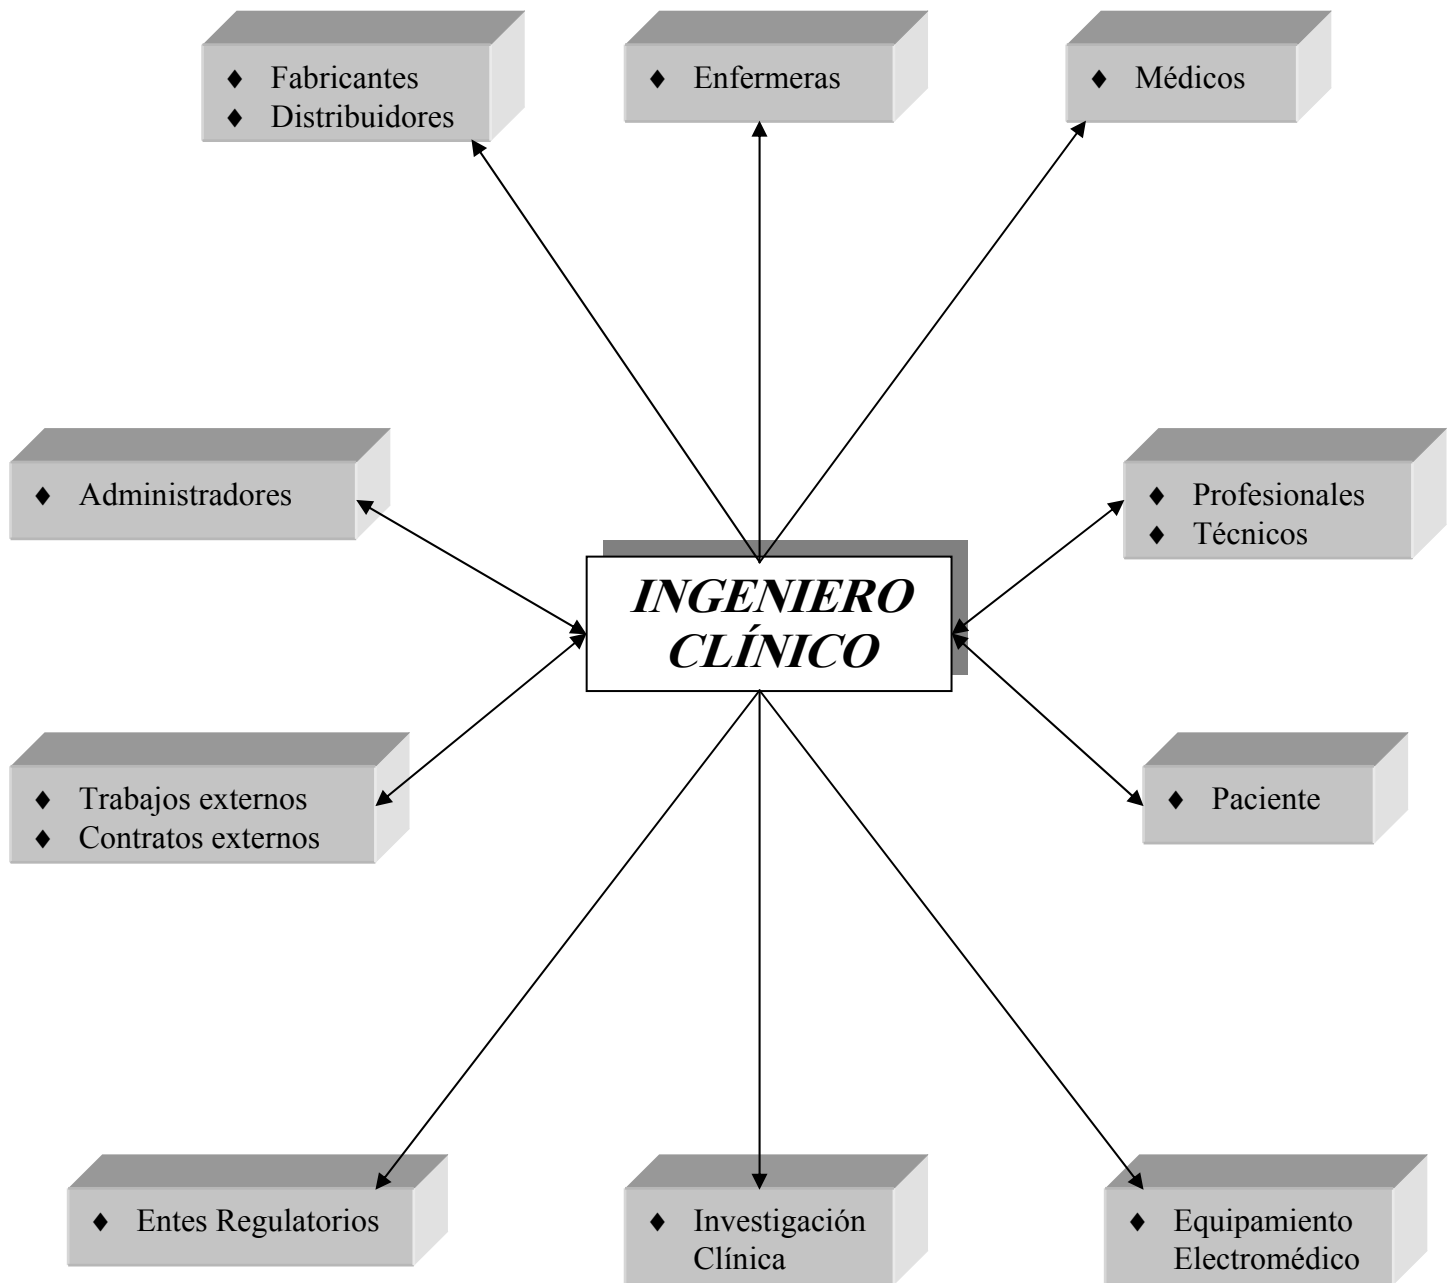 ♦ Fabricantes
♦ Distribuidores
♦ Enfermeras
♦ Médicos
♦ Administradores
♦ Profesionales
♦ Técnicos
INGENIERO
CLÍNICO
♦ Trabajos externos
♦ Contratos externos
♦ Paciente
♦ Entes Regulatorios
♦ Investigación
Clínica
♦ Equipamiento
Electromédico